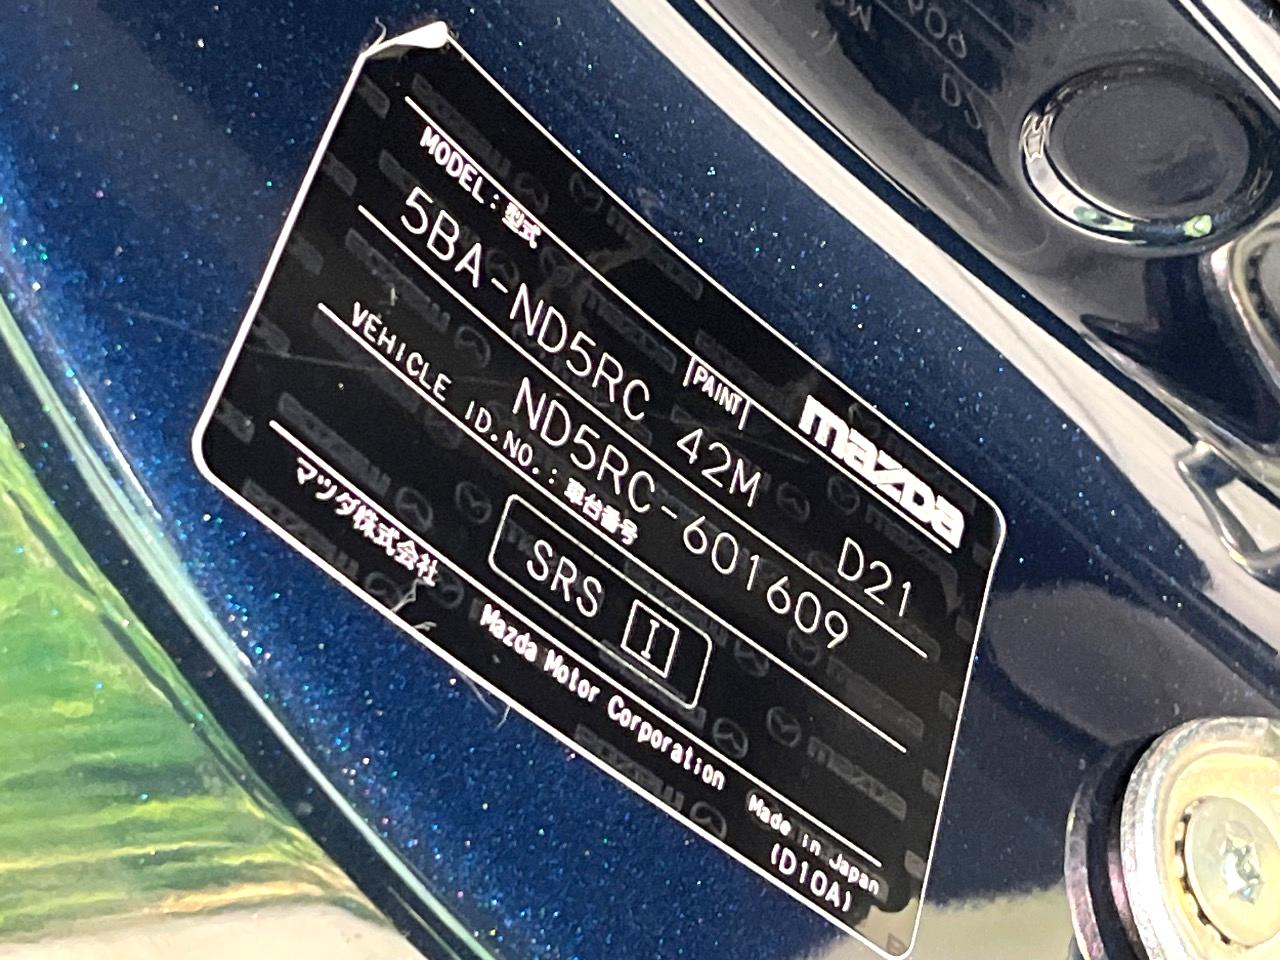 mazda
MODEL: 型式
PAINT
5BA-ND5RC 42M D21
ND5RC-601609
VEHICLE ID.NO.: 車台番号
SRS I
マツダ株式会社 Mazda Motor Corporation Made in Japan
(D10A)